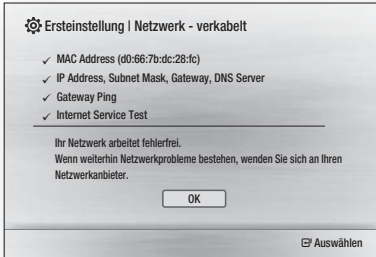 Ersteinstellung | Netzwerk - verkabelt
MAC Address (d0:66:7b:dc:28:fc)
IP Address, Subnet Mask, Gateway, DNS Server
Gateway Ping
Internet Service Test
Ihr Netzwerk arbeitet fehlerfrei.
Wenn weiterhin Netzwerkprobleme bestehen, wenden Sie sich an Ihren
Netzwerkanbieter.
OK
Auswählen